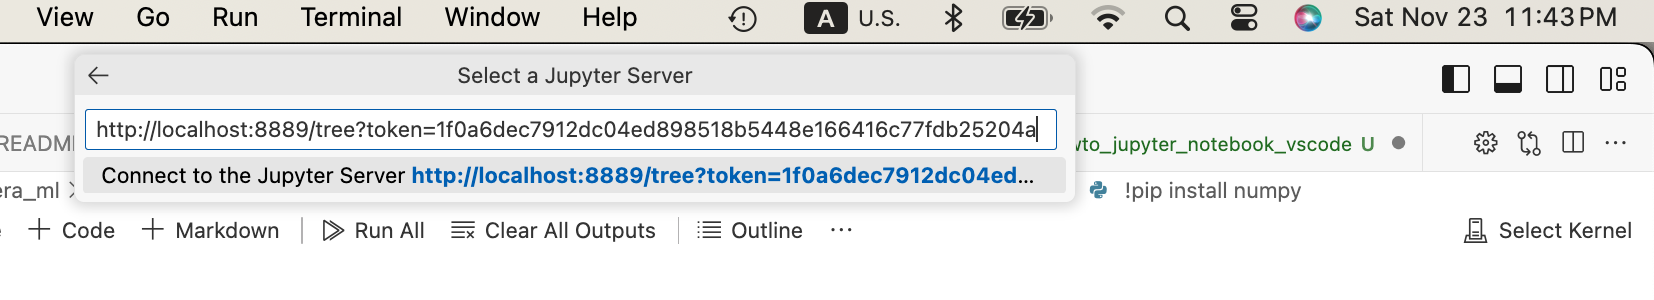 View Go Run Terminal Window Help A U.S. Sat Nov 23 11:43 PM
Select a Jupyter Server
http://localhost:8889/tree?token=1f0a6dec7912dc04ed898518b5448e166416c77fdb25204a
README
wto_jupyter_notebook_vscode U
Connect to the Jupyter Server http://localhost:8889/tree?token=1f0a6dec7912dc04ed...
era_ml
!pip install numpy
+ Code + Markdown Run All Clear All Outputs Outline ... Select Kernel